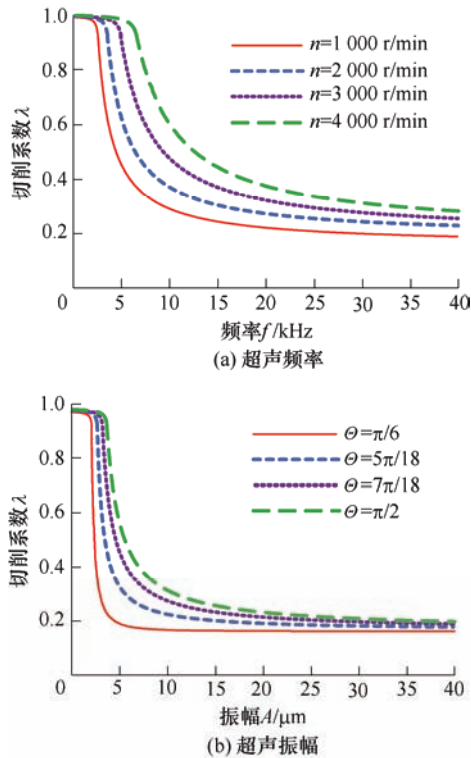 1.0
0.8
0.6
0.4
0.2
切削系数λ
n=1 000 r/min
n=2 000 r/min
n=3 000 r/min
n=4 000 r/min
0 5 10 15 20 25 30 35 40
频率f/kHz
(a) 超声频率
1.0
0.8
0.6
0.4
0.2
切削系数λ
Θ=π/6
Θ=5π/18
Θ=7π/18
Θ=π/2
0 5 10 15 20 25 30 35 40
振幅A/μm
(b) 超声振幅